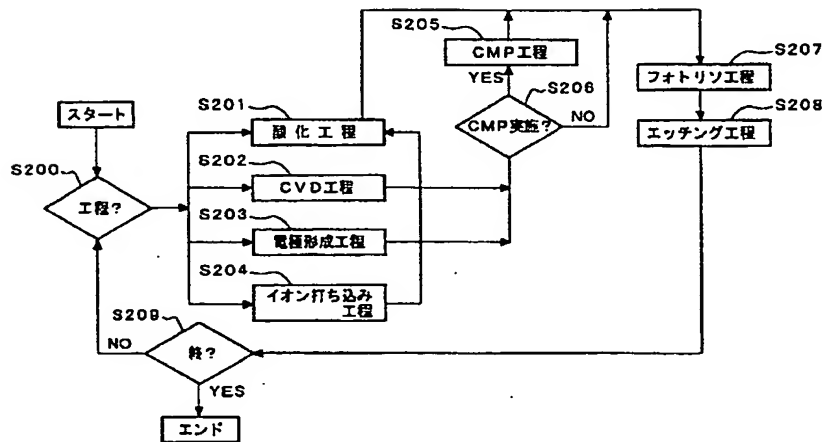 S205
CMP工程
YES
S206
CMP実施?
NO
S207
フォトリソ工程
S208
エッチング工程
スタート
S200
工程?
S201
酸化工程
S202
CVD工程
S203
電極形成工程
S204
イオン打ち込み
工程
S209
NO
終?
YES
エンド